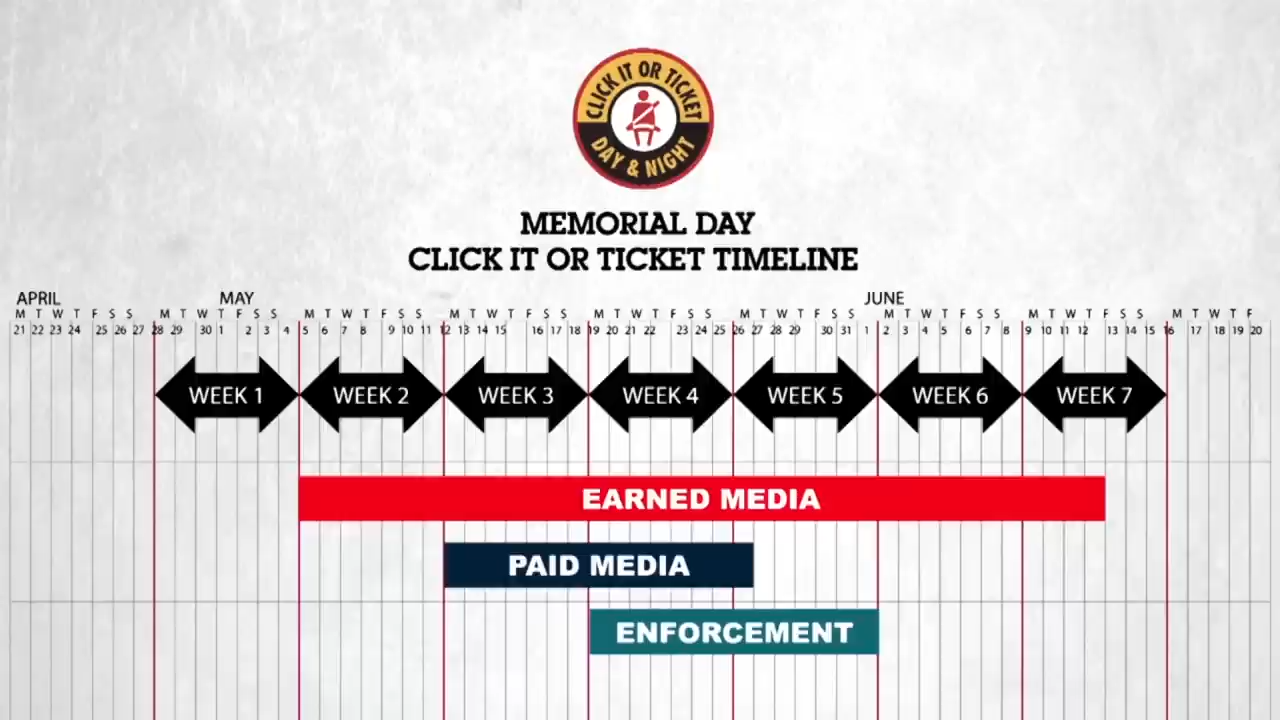 CLICK IT OR TICKET
DAY & NIGHT
MEMORIAL DAY
CLICK IT OR TICKET TIMELINE
APRIL MAY JUNE
M T W T F S S M T W T F S S M T W T F S S M T W T F S S M T W T F S S M T W T F S S M T W T F S S M T W T F S S M T W T F
21 22 23 24 25 26 27 28 29 30 1 2 3 4 5 6 7 8 9 10 11 12 13 14 15 16 17 18 19 20 21 22 23 24 25 26 27 28 29 30 31 1 2 3 4 5 6 7 8 9 10 11 12 13 14 15 16 17 18 19 20
WEEK 1 WEEK 2 WEEK 3 WEEK 4 WEEK 5 WEEK 6 WEEK 7
EARNED MEDIA
PAID MEDIA
ENFORCEMENT